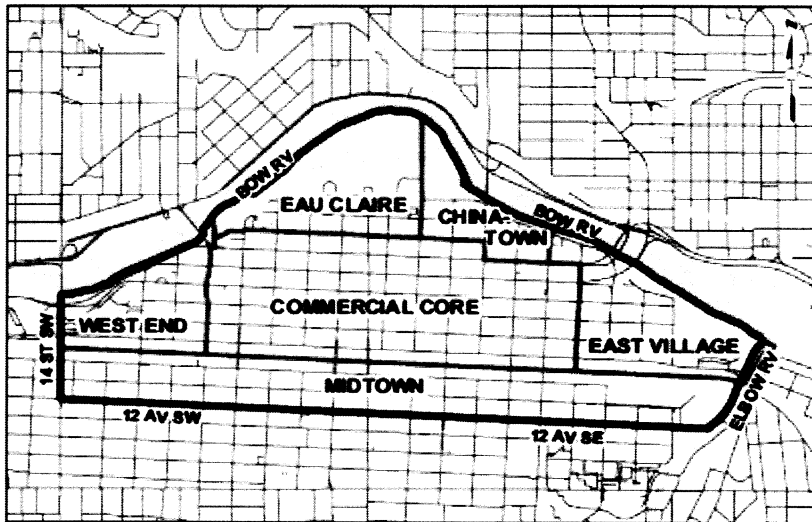 BOW RV
EAU CLAIRE
CHINA-
TOWN
BOW RV
COMMERCIAL CORE
WEST END
EAST VILLAGE
14 ST SW
MIDTOWN
ELBOW RV
12 AV SW
12 AV SE